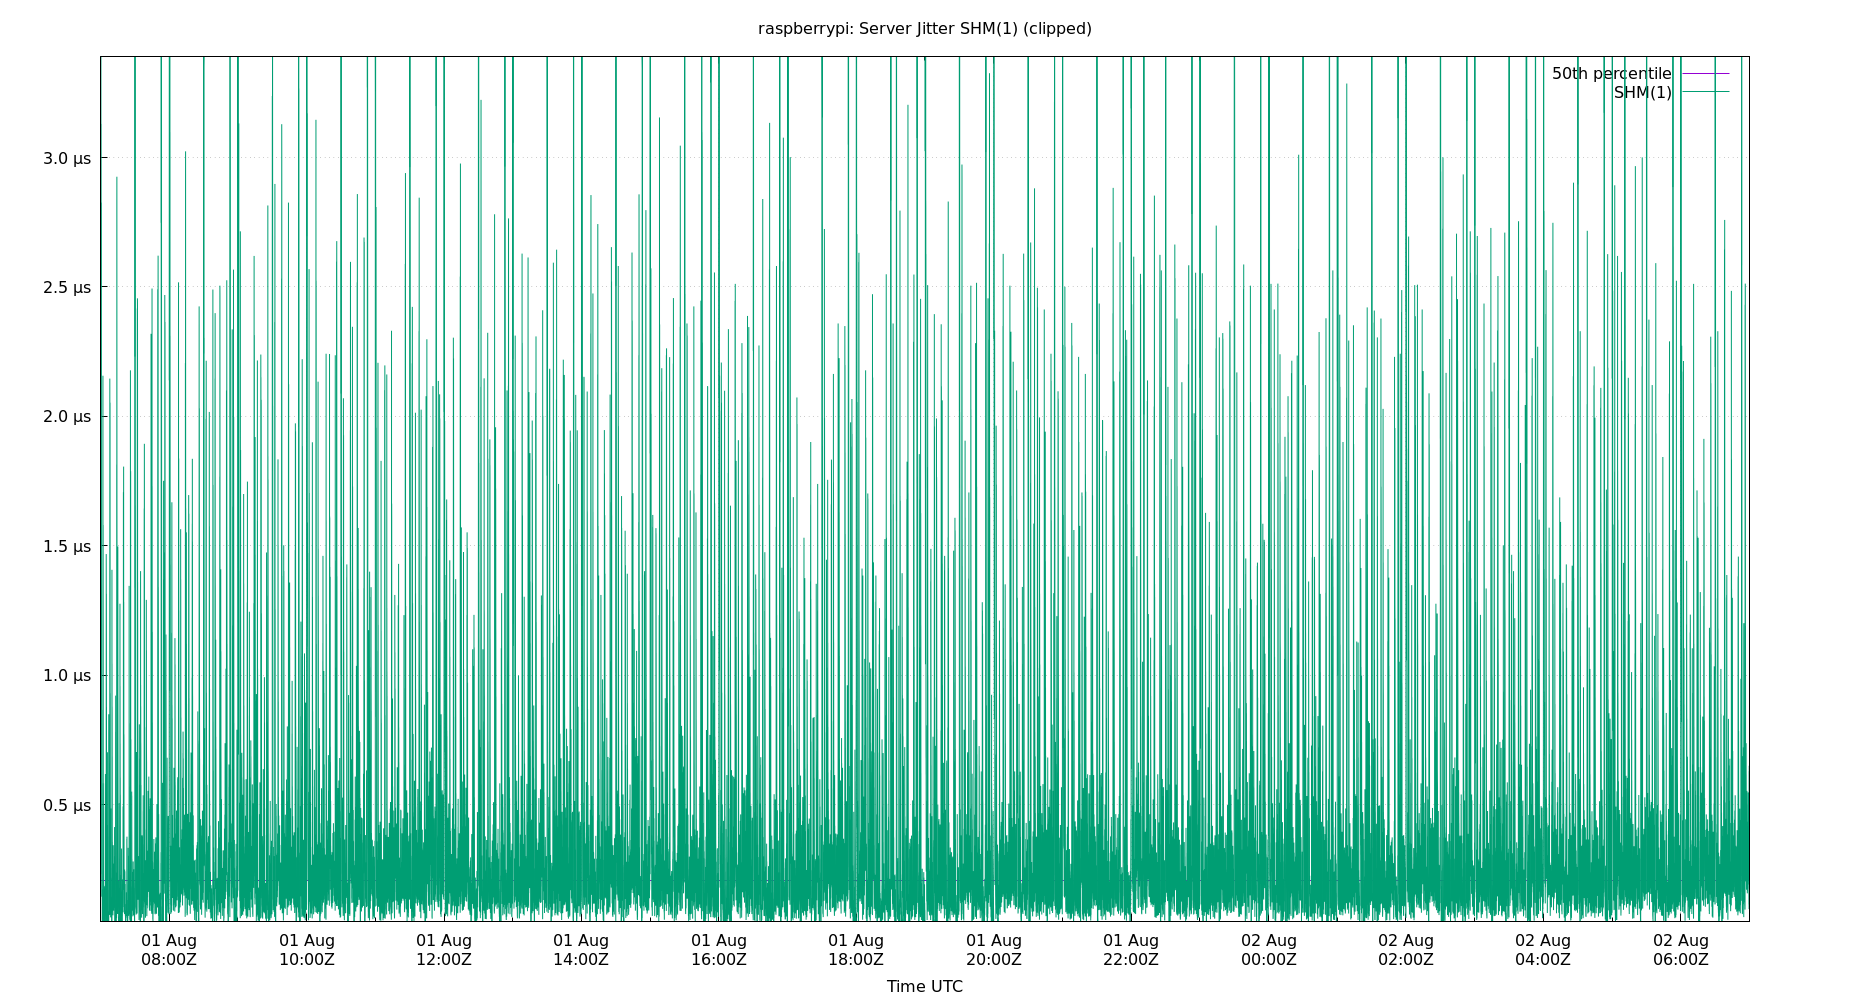 raspberrypi: Server Jitter SHM(1) (clipped)
50th percentile
SHM(1)
3.0 μs
2.5 μs
2.0 μs
1.5 μs
1.0 μs
0.5 μs
01 Aug 01 Aug 01 Aug 01 Aug 01 Aug 01 Aug 01 Aug 01 Aug 02 Aug 02 Aug 02 Aug 02 Aug
08:00Z 10:00Z 12:00Z 14:00Z 16:00Z 18:00Z 20:00Z 22:00Z 00:00Z 02:00Z 04:00Z 06:00Z
Time UTC